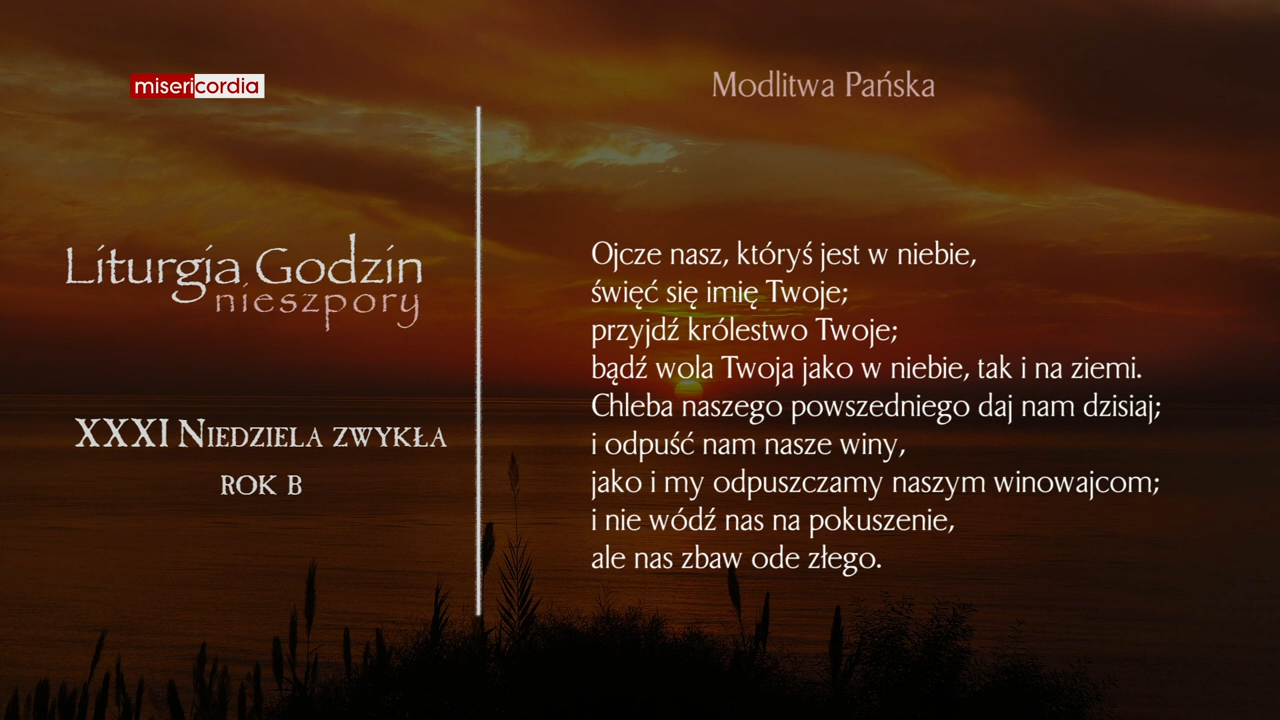 misericordia
Liturgia Godzin
nieszpory
XXXI Niedziela zwykła
rok B
Modlitwa Pańska
Ojcze nasz, któryś jest w niebie,
święć się imię Twoje;
przyjdź królestwo Twoje;
bądź wola Twoja jako w niebie, tak i na ziemi.
Chleba naszego powszedniego daj nam dzisiaj;
i odpuść nam nasze winy,
jako i my odpuszczamy naszym winowajcom;
i nie wódź nas na pokuszenie,
ale nas zbaw ode złego.